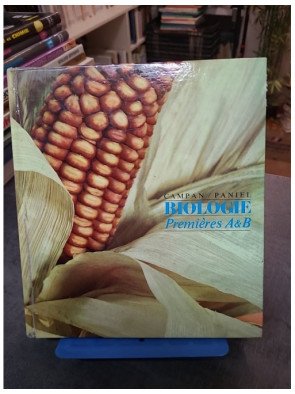 CAMPAN / PANIEL
BIOLOGIE
Premières A&B